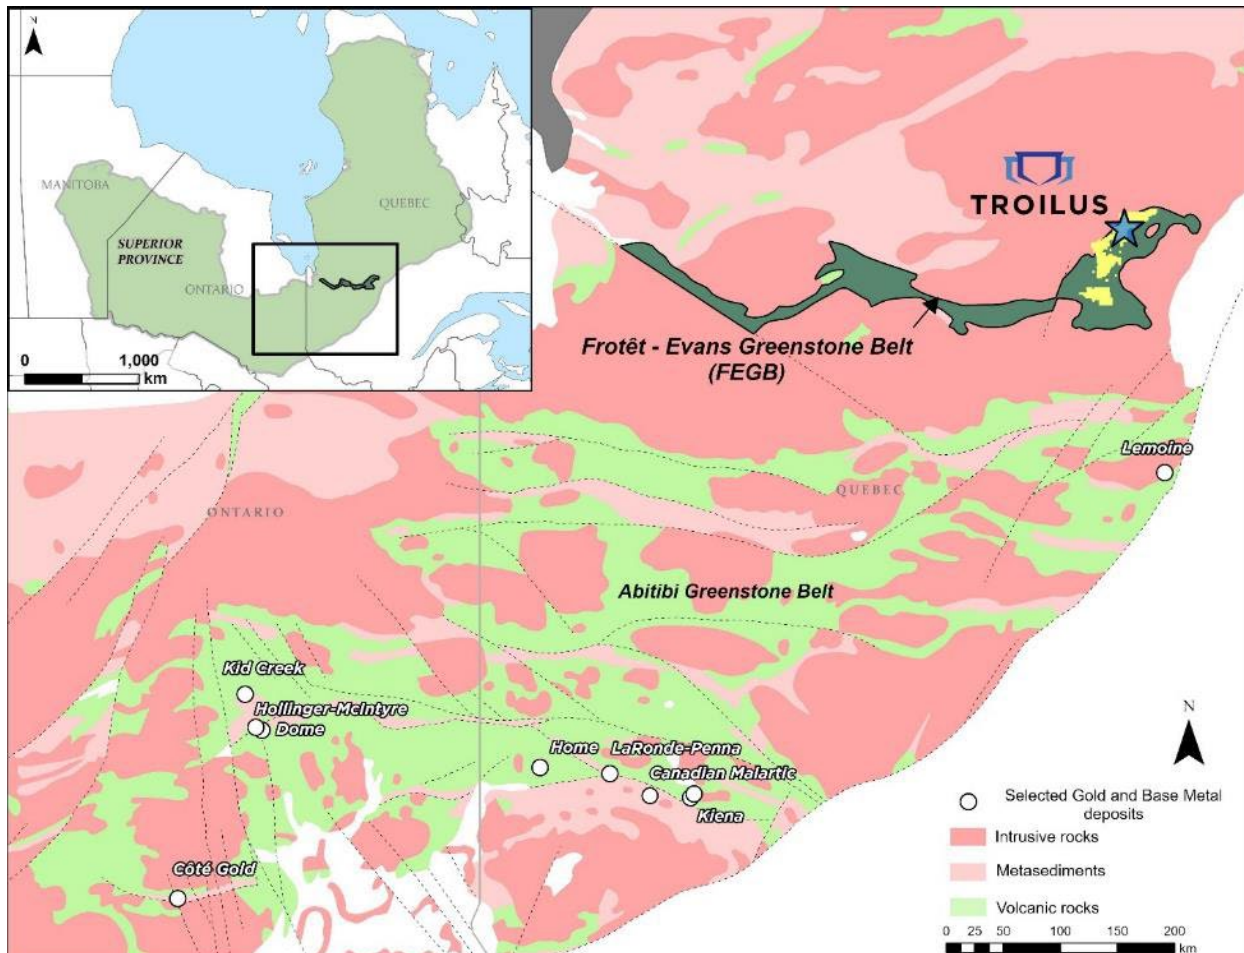 N
MANITOBA
QUEBEC
SUPERIOR
PROVINCE
ONTARIO
0
1,000
km
TROILUS
Frotêt - Evans Greenstone Belt
(FEGB)
Lemoine
QUEBEC
ONTARIO
Abitibi Greenstone Belt
Kid Creek
Hollinger-McIntyre
Dome
Home
LaRonde-Penna
Canadian Malartic
Kiena
Côté Gold
N
Selected Gold and Base Metal
deposits
Intrusive rocks
Metasediments
Volcanic rocks
0 25 50 100 150 200
km